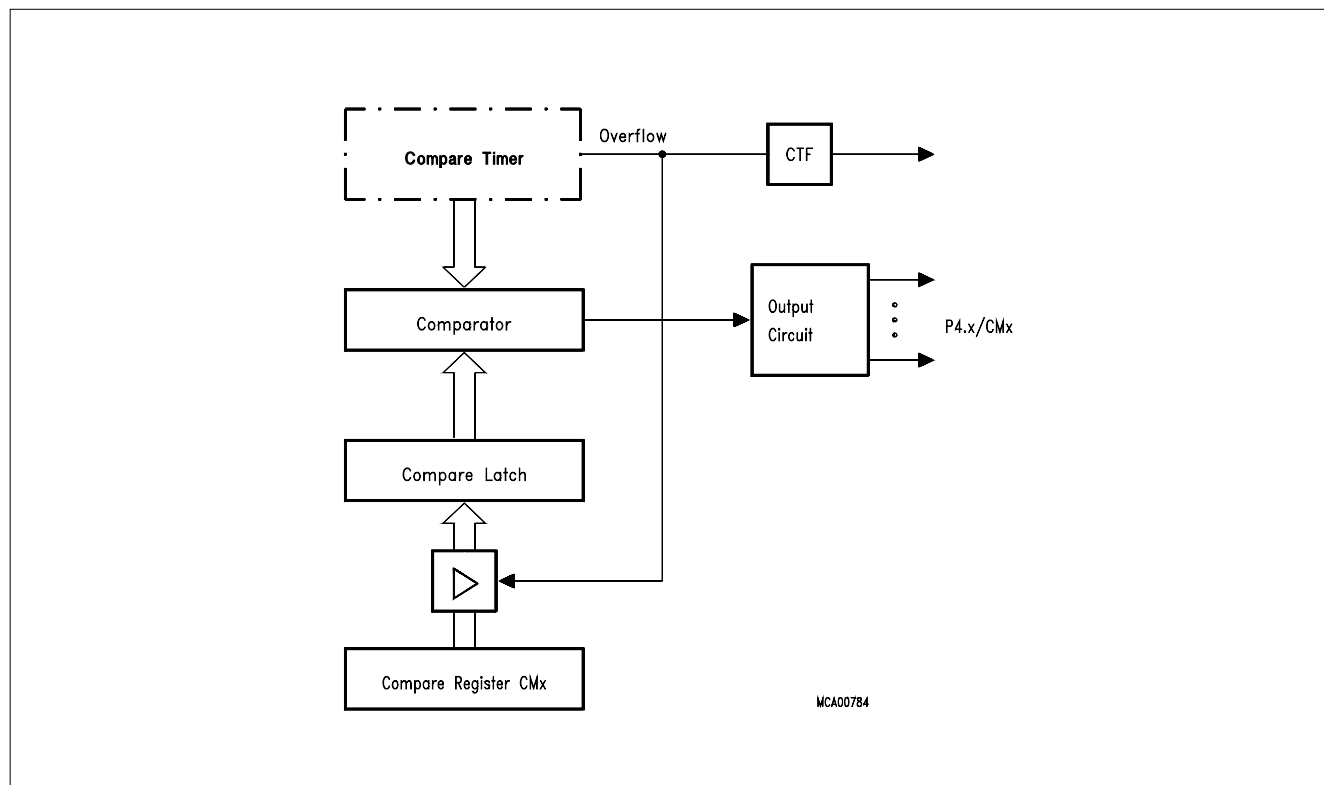 Overflow
Compare Timer
CTF
Comparator
Output
Circuit
P4.x/CMx
Compare Latch
Compare Register CMx
MCA00784